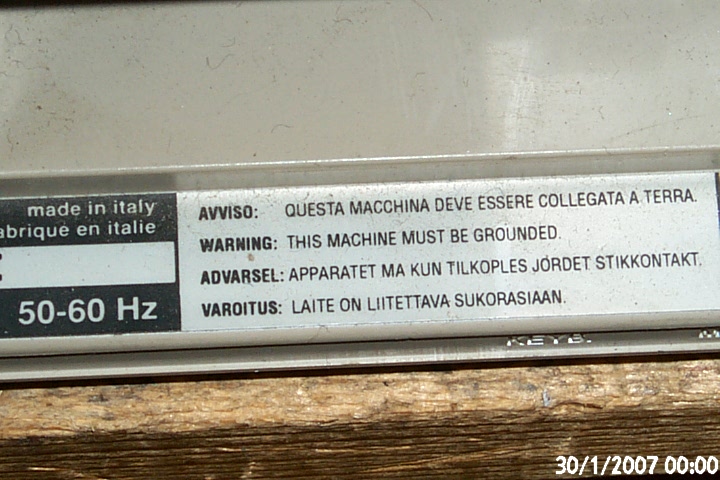 made in italy
abriqué en italie
50-60 Hz
AVVISO: QUESTA MACCHINA DEVE ESSERE COLLEGATA A TERRA.
WARNING: THIS MACHINE MUST BE GROUNDED.
ADVARSEL: APPARATET MA KUN TILKOPLES JORDET STIKKONTAKT.
VAROITUS: LAITE ON LIITETTAVA SUKORASIAAN.
KEYB.
30/1/2007 00:00